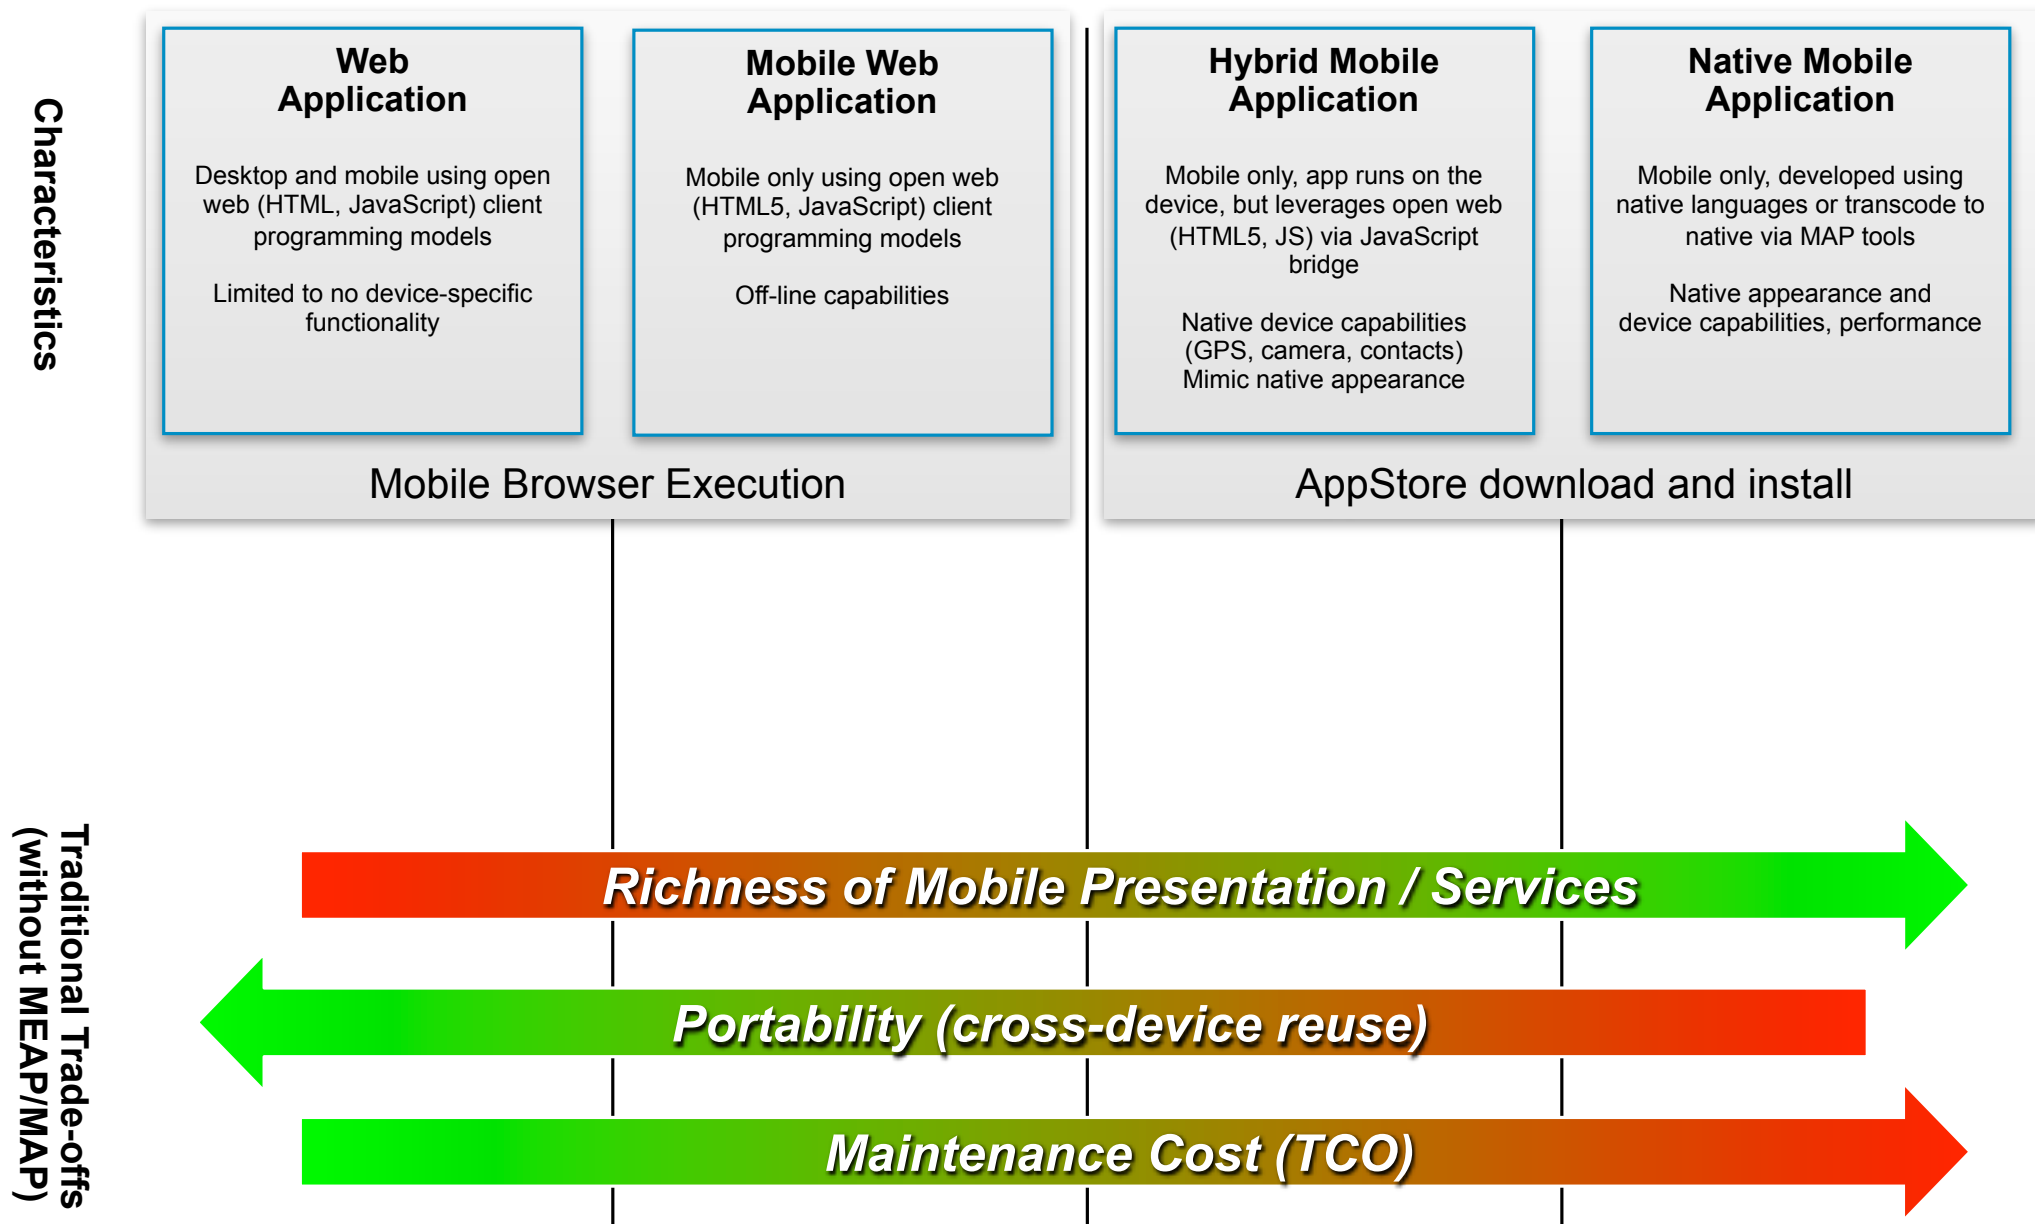 Characteristics
Web
Application
Desktop and mobile using open
web (HTML, JavaScript) client
programming models
Limited to no device-specific
functionality
Mobile Web
Application
Mobile only using open web
(HTML5, JavaScript) client
programming models
Off-line capabilities
Mobile Browser Execution
Hybrid Mobile
Application
Mobile only, app runs on the
device, but leverages open web
(HTML5, JS) via JavaScript
bridge
Native device capabilities
(GPS, camera, contacts)
Mimic native appearance
Native Mobile
Application
Mobile only, developed using
native languages or transcode to
native via MAP tools
Native appearance and
device capabilities, performance
AppStore download and install
Traditional Trade-offs
(without MEAP/MAP)
Richness of Mobile Presentation / Services
Portability (cross-device reuse)
Maintenance Cost (TCO)